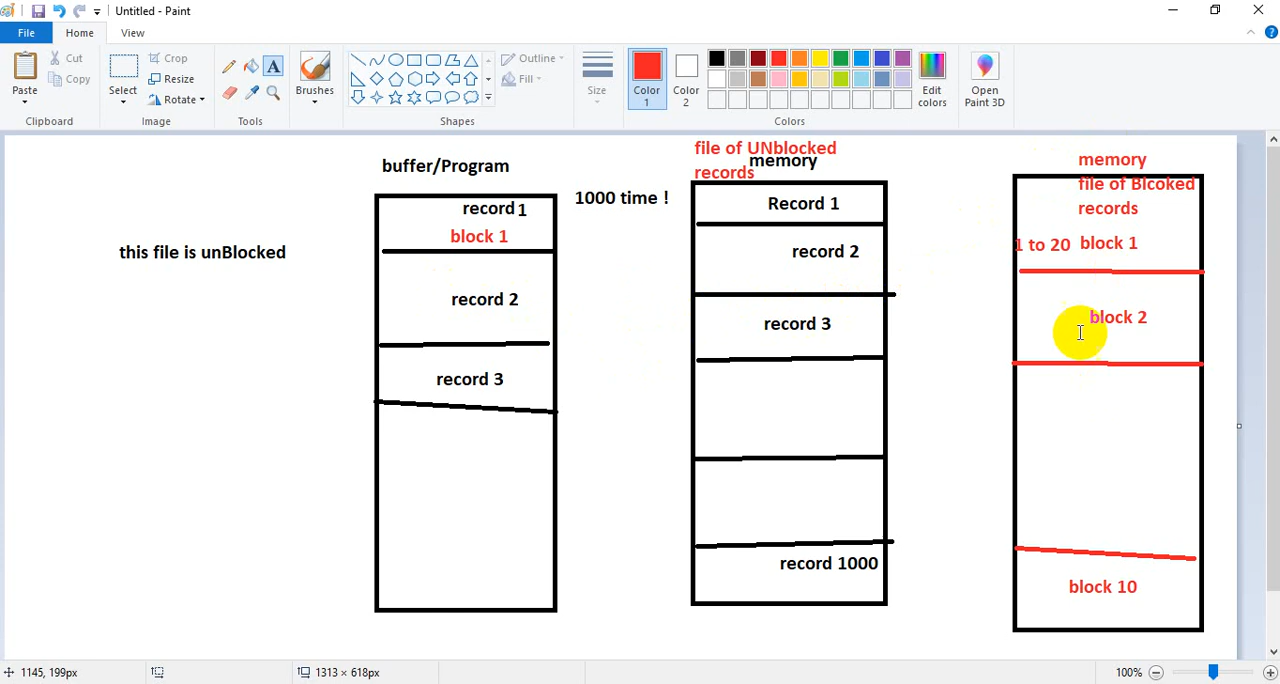 Untitled - Paint
File
Home
View
Paste
Cut
Copy
Clipboard
Select
Crop
Resize
Rotate
Image
A
Tools
Brushes
Outline
Fill
Shapes
Size
Color 1
Color 2
Edit colors
Colors
Open Paint 3D
buffer/Program
record 1
block 1
record 2
record 3
this file is unBlocked
1000 time !
file of UNblocked
records
memory
Record 1
record 2
record 3
record 1000
memory
file of Blcoked
records
1 to 20
block 1
block 2
block 10
1145, 199px
1313 × 618px
100%